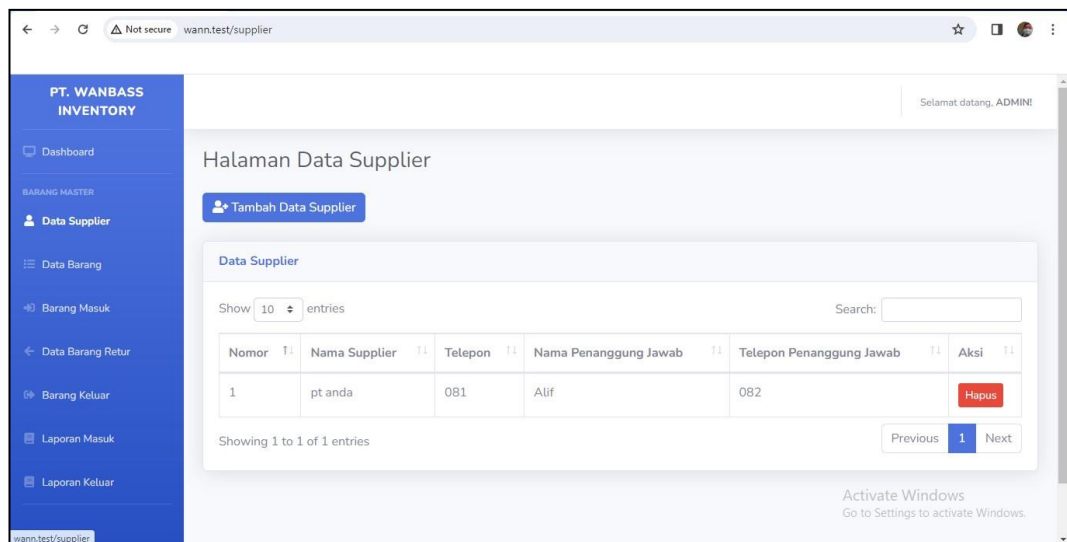 Not secure wann.test/supplier
PT. WANBASS
INVENTORY
Selamat datang, ADMIN!
Dashboard
BARANG MASTER
Data Supplier
Data Barang
Barang Masuk
Data Barang Retur
Barang Keluar
Laporan Masuk
Laporan Keluar
wann.test/supplier
Halaman Data Supplier
Tambah Data Supplier
Data Supplier
Show 10 entries Search:
Nomor Nama Supplier Telepon Nama Penanggung Jawab Telepon Penanggung Jawab Aksi
1 pt anda 081 Alif 082 Hapus
Showing 1 to 1 of 1 entries Previous 1 Next
Activate Windows
Go to Settings to activate Windows.